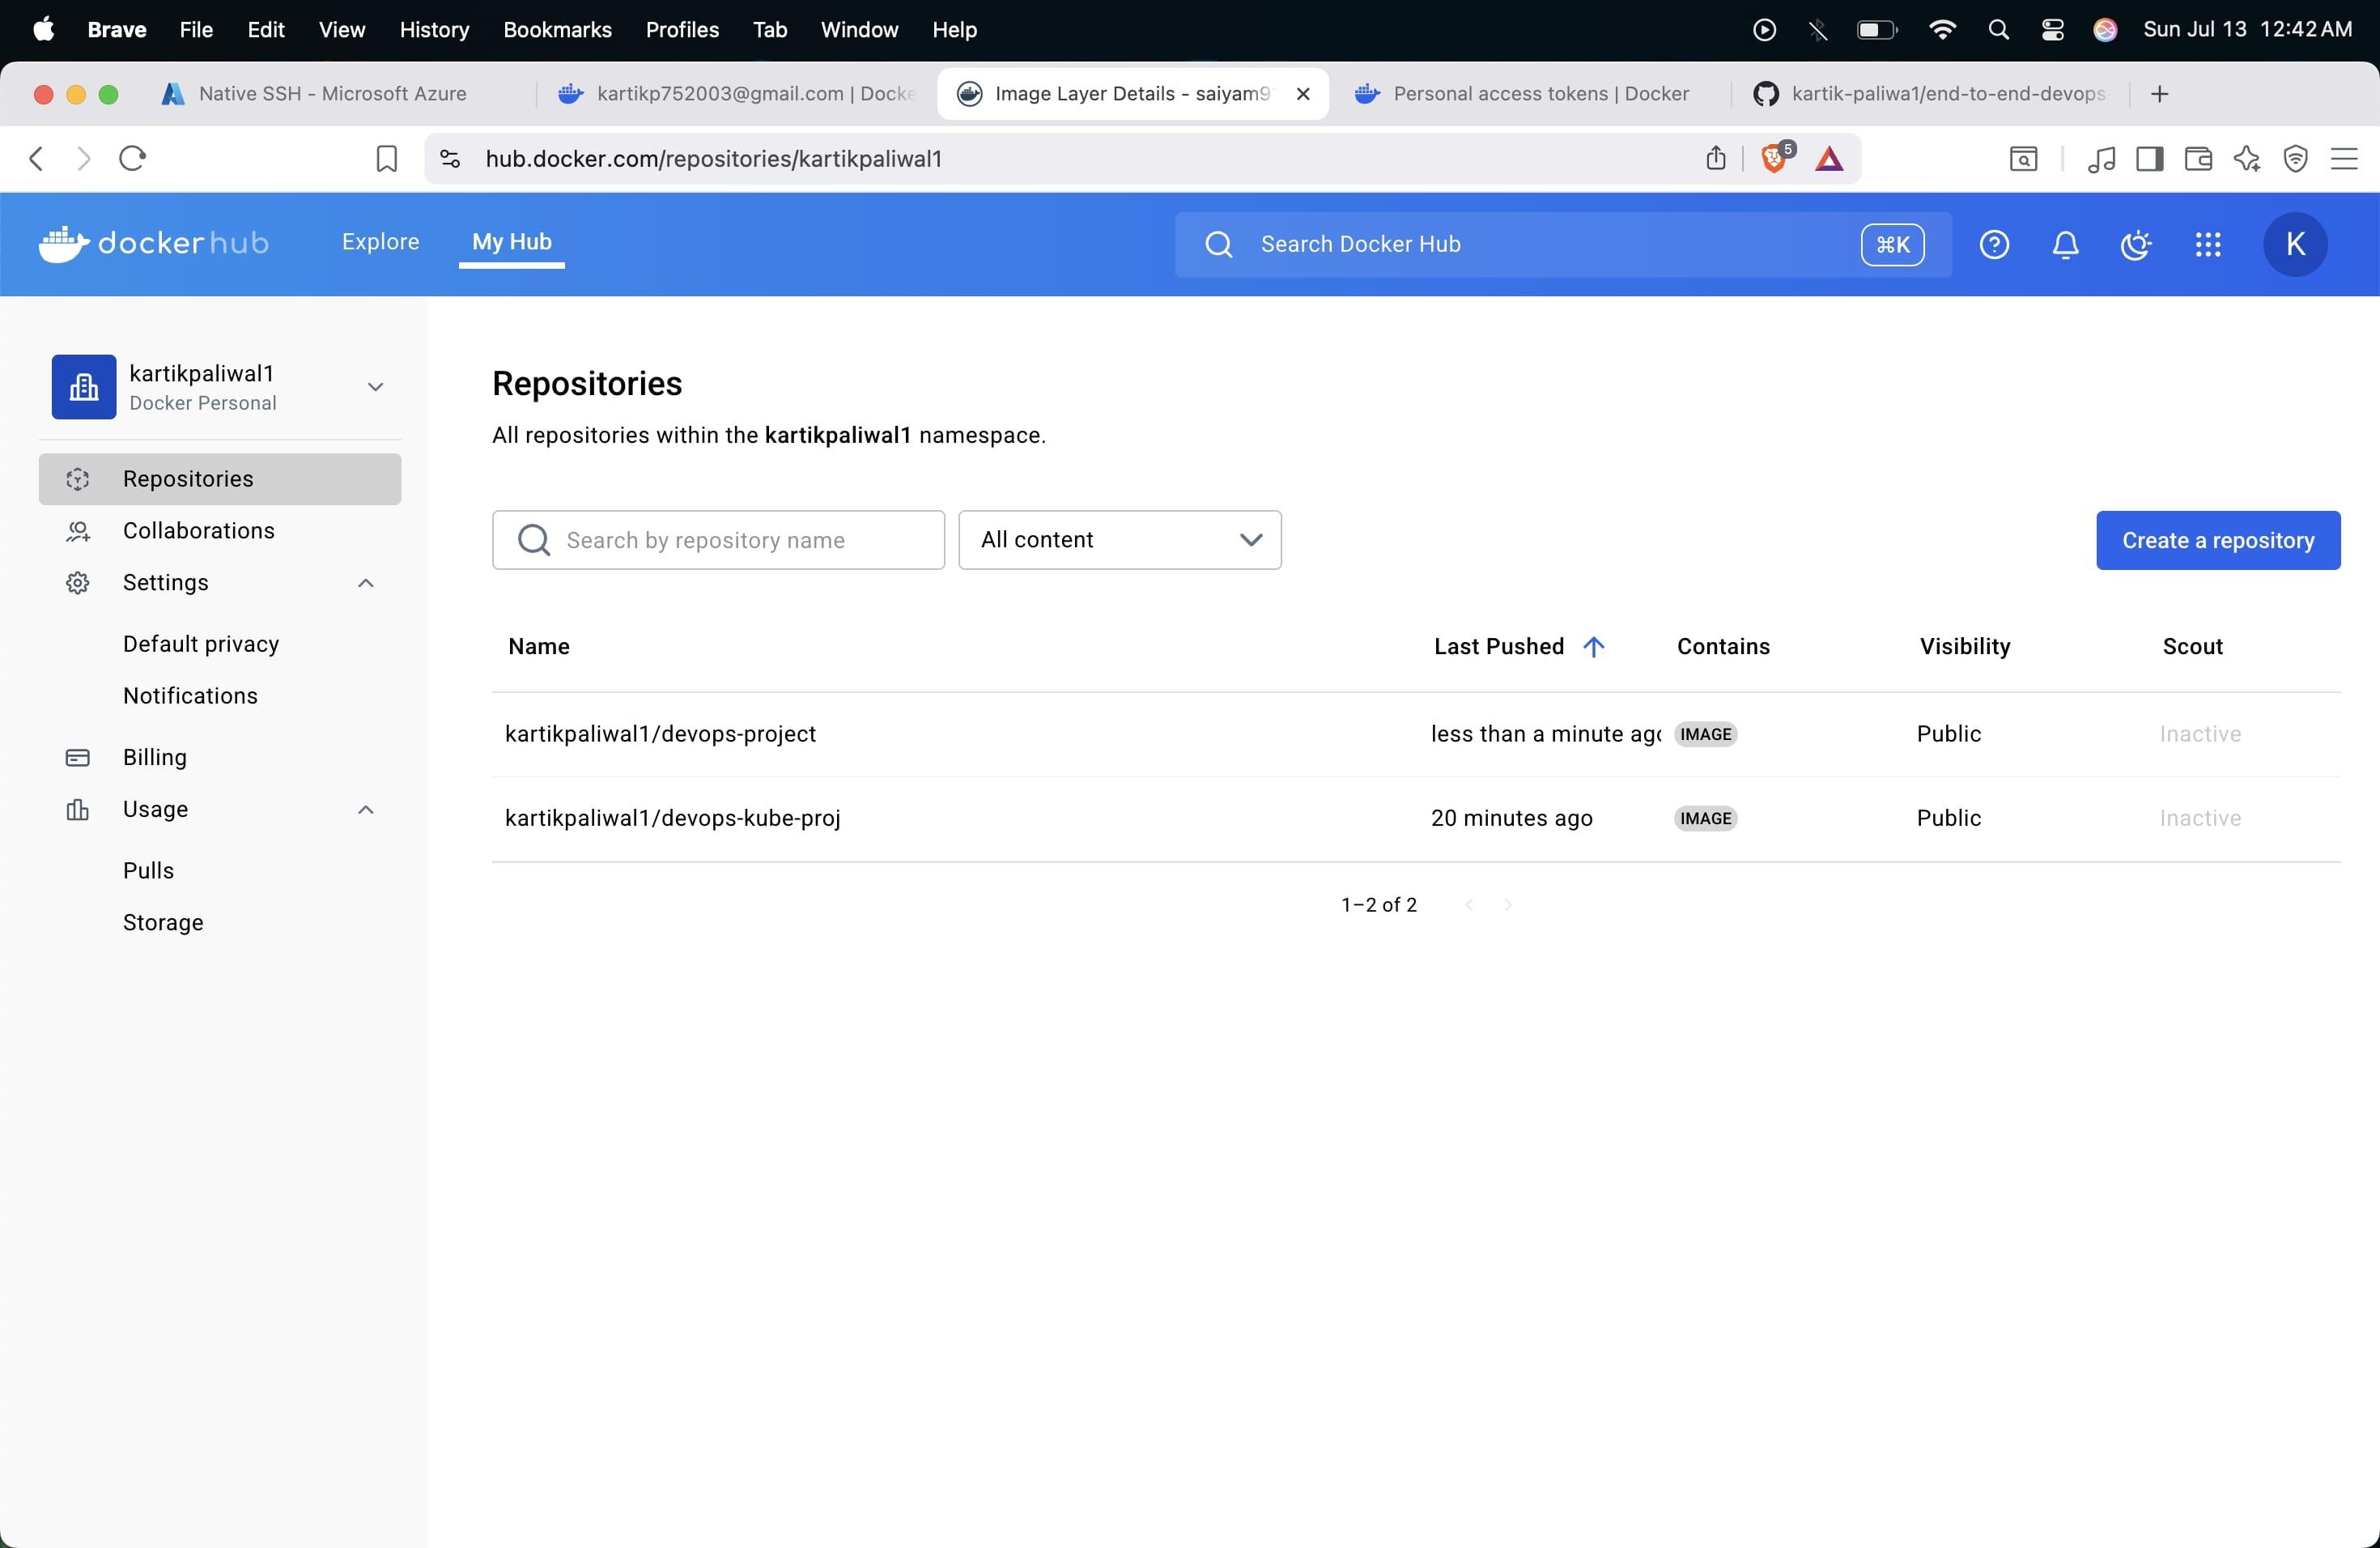 Brave File Edit View History Bookmarks Profiles Tab Window Help Sun Jul 13 12:42 AM
Native SSH - Microsoft Azure kartikp752003@gmail.com | Docke Image Layer Details - saiyam9 Personal access tokens | Docker kartik-paliwa1/end-to-end-devops-
hub.docker.com/repositories/kartikpaliwal1 5
dockerhub Explore My Hub Search Docker Hub ⌘K K
kartikpaliwal1
Docker Personal
Repositories
Collaborations
Settings
Default privacy
Notifications
Billing
Usage
Pulls
Storage
Repositories
All repositories within the kartikpaliwal1 namespace.
Search by repository name All content Create a repository
Name Last Pushed Contains Visibility Scout
kartikpaliwal1/devops-project less than a minute ago IMAGE Public Inactive
kartikpaliwal1/devops-kube-proj 20 minutes ago IMAGE Public Inactive
1–2 of 2